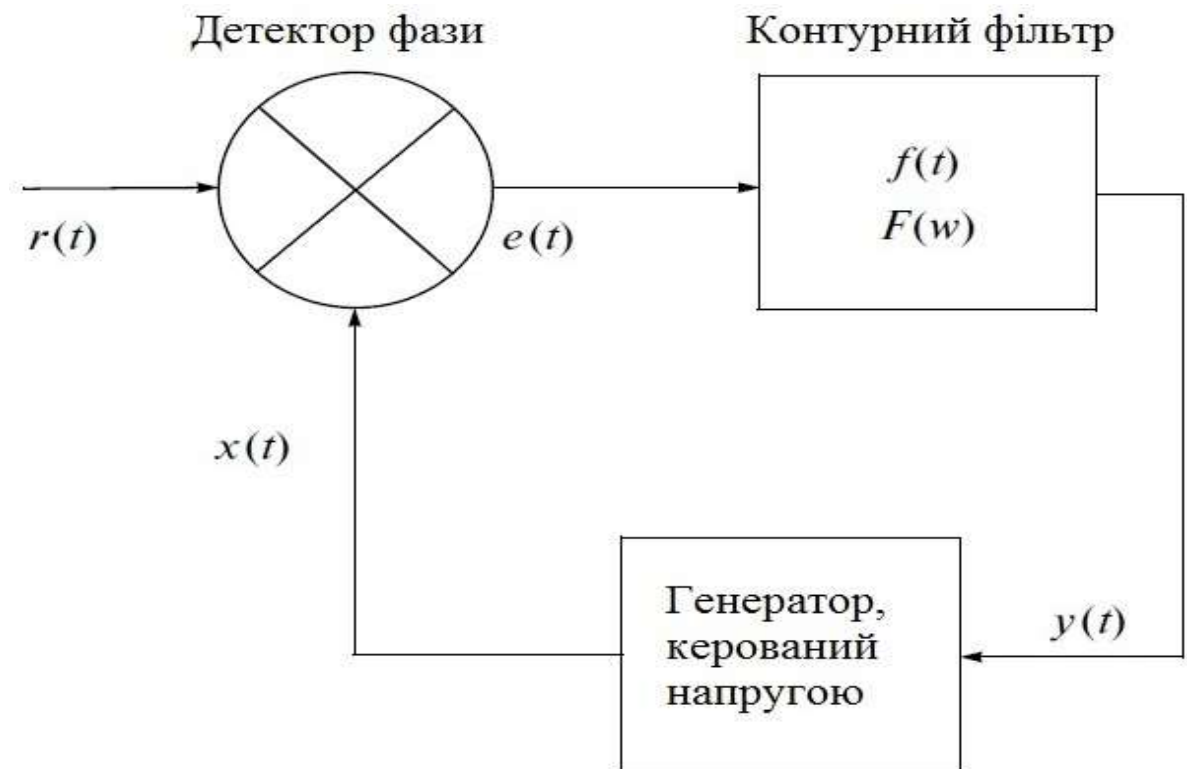 Детектор фази
Контурний фільтр
r(t)
e(t)
f(t)
F(w)
x(t)
Генератор,
керований
напругою
y(t)